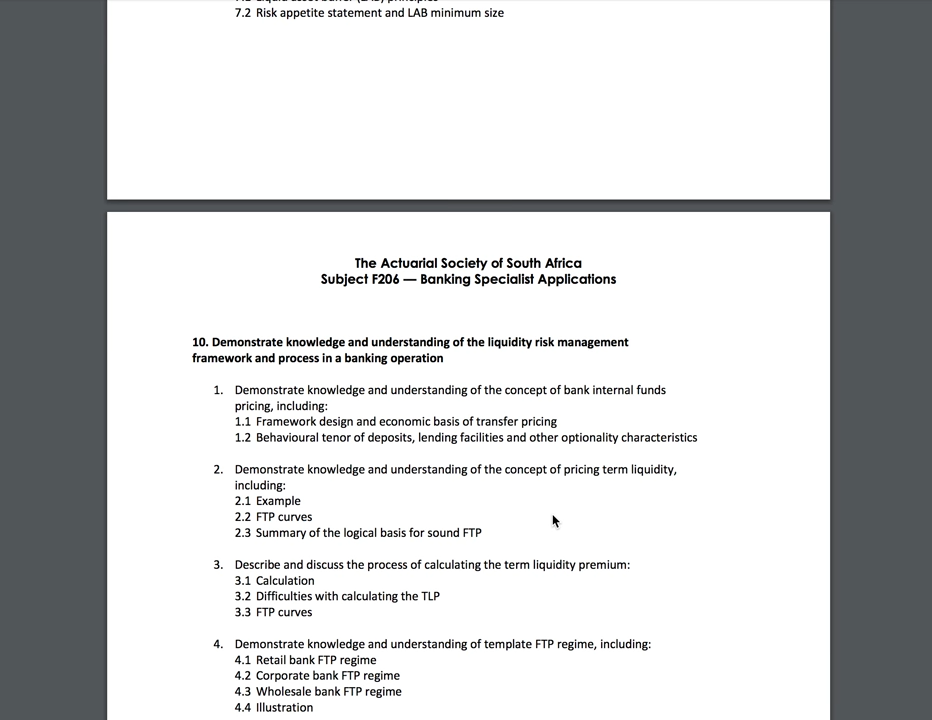 7.2 Risk appetite statement and LAB minimum size
The Actuarial Society of South Africa
Subject F206 — Banking Specialist Applications
10. Demonstrate knowledge and understanding of the liquidity risk management
framework and process in a banking operation
1. Demonstrate knowledge and understanding of the concept of bank internal funds
pricing, including:
1.1 Framework design and economic basis of transfer pricing
1.2 Behavioural tenor of deposits, lending facilities and other optionality characteristics
2. Demonstrate knowledge and understanding of the concept of pricing term liquidity,
including:
2.1 Example
2.2 FTP curves
2.3 Summary of the logical basis for sound FTP
3. Describe and discuss the process of calculating the term liquidity premium:
3.1 Calculation
3.2 Difficulties with calculating the TLP
3.3 FTP curves
4. Demonstrate knowledge and understanding of template FTP regime, including:
4.1 Retail bank FTP regime
4.2 Corporate bank FTP regime
4.3 Wholesale bank FTP regime
4.4 Illustration